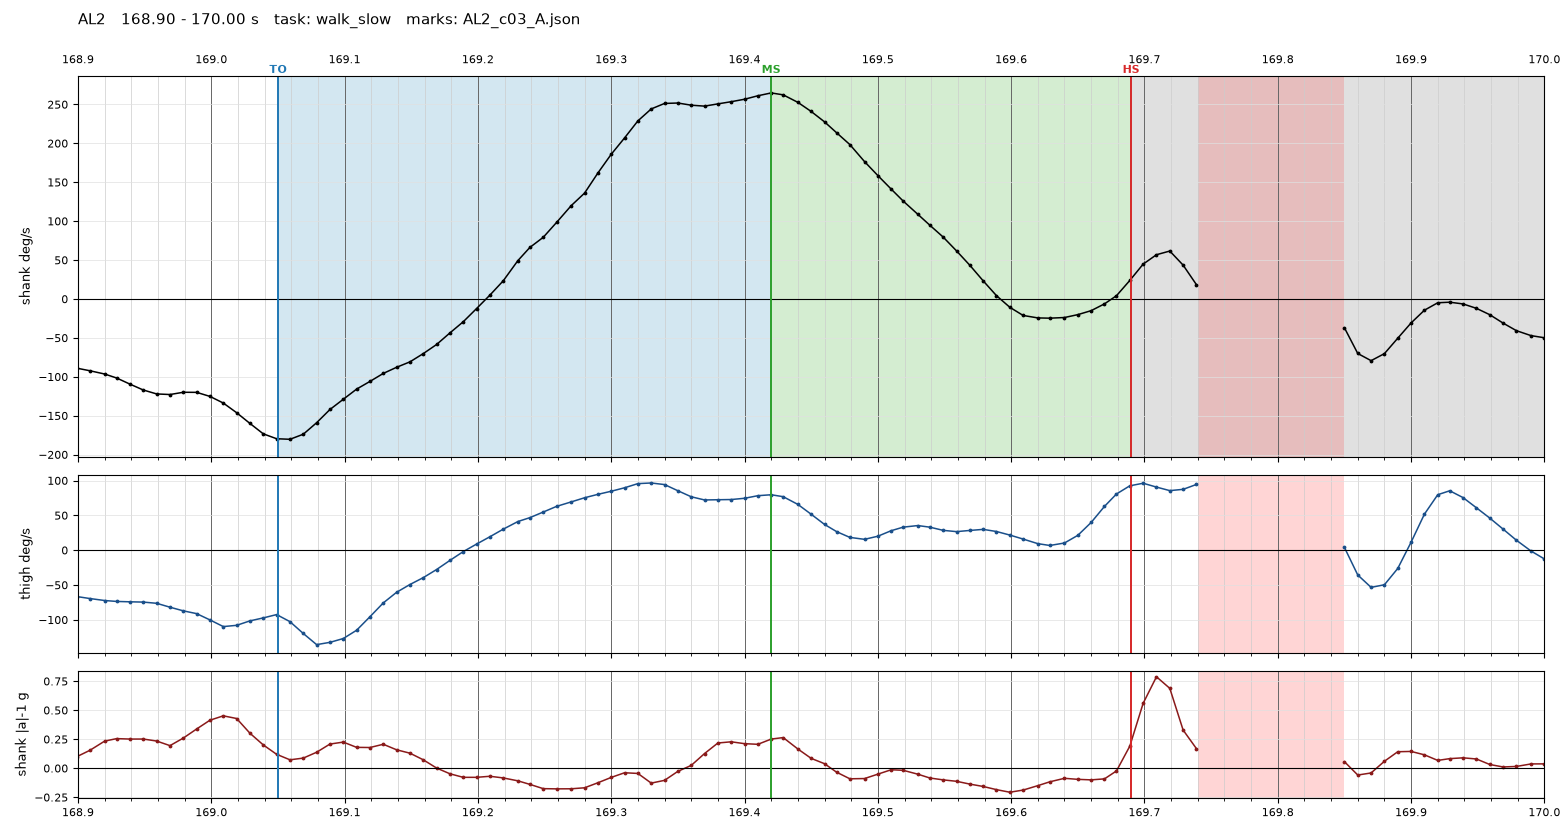 AL2   168.90 - 170.00 s   task: walk_slow   marks: AL2_c03_A.json
168.9 169.0 169.1 169.2 169.3 169.4 169.5 169.6 169.7 169.8 169.9 170.0
TO MS HS
shank deg/s
250
200
150
100
50
0
−50
−100
−150
−200
thigh deg/s
100
50
0
−50
−100
shank |a|-1 g
0.75
0.50
0.25
0.00
−0.25
168.9 169.0 169.1 169.2 169.3 169.4 169.5 169.6 169.7 169.8 169.9 170.0